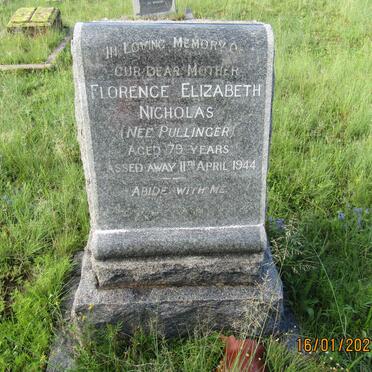 IN LOVING MEMORY O
OUR DEAR MOTHER
FLORENCE ELIZABETH
NICHOLAS
(NEE PULLINGER)
AGED 79 YEARS
ASSED AWAY 11TH APRIL 1944
ABIDE WITH ME
16/01/202